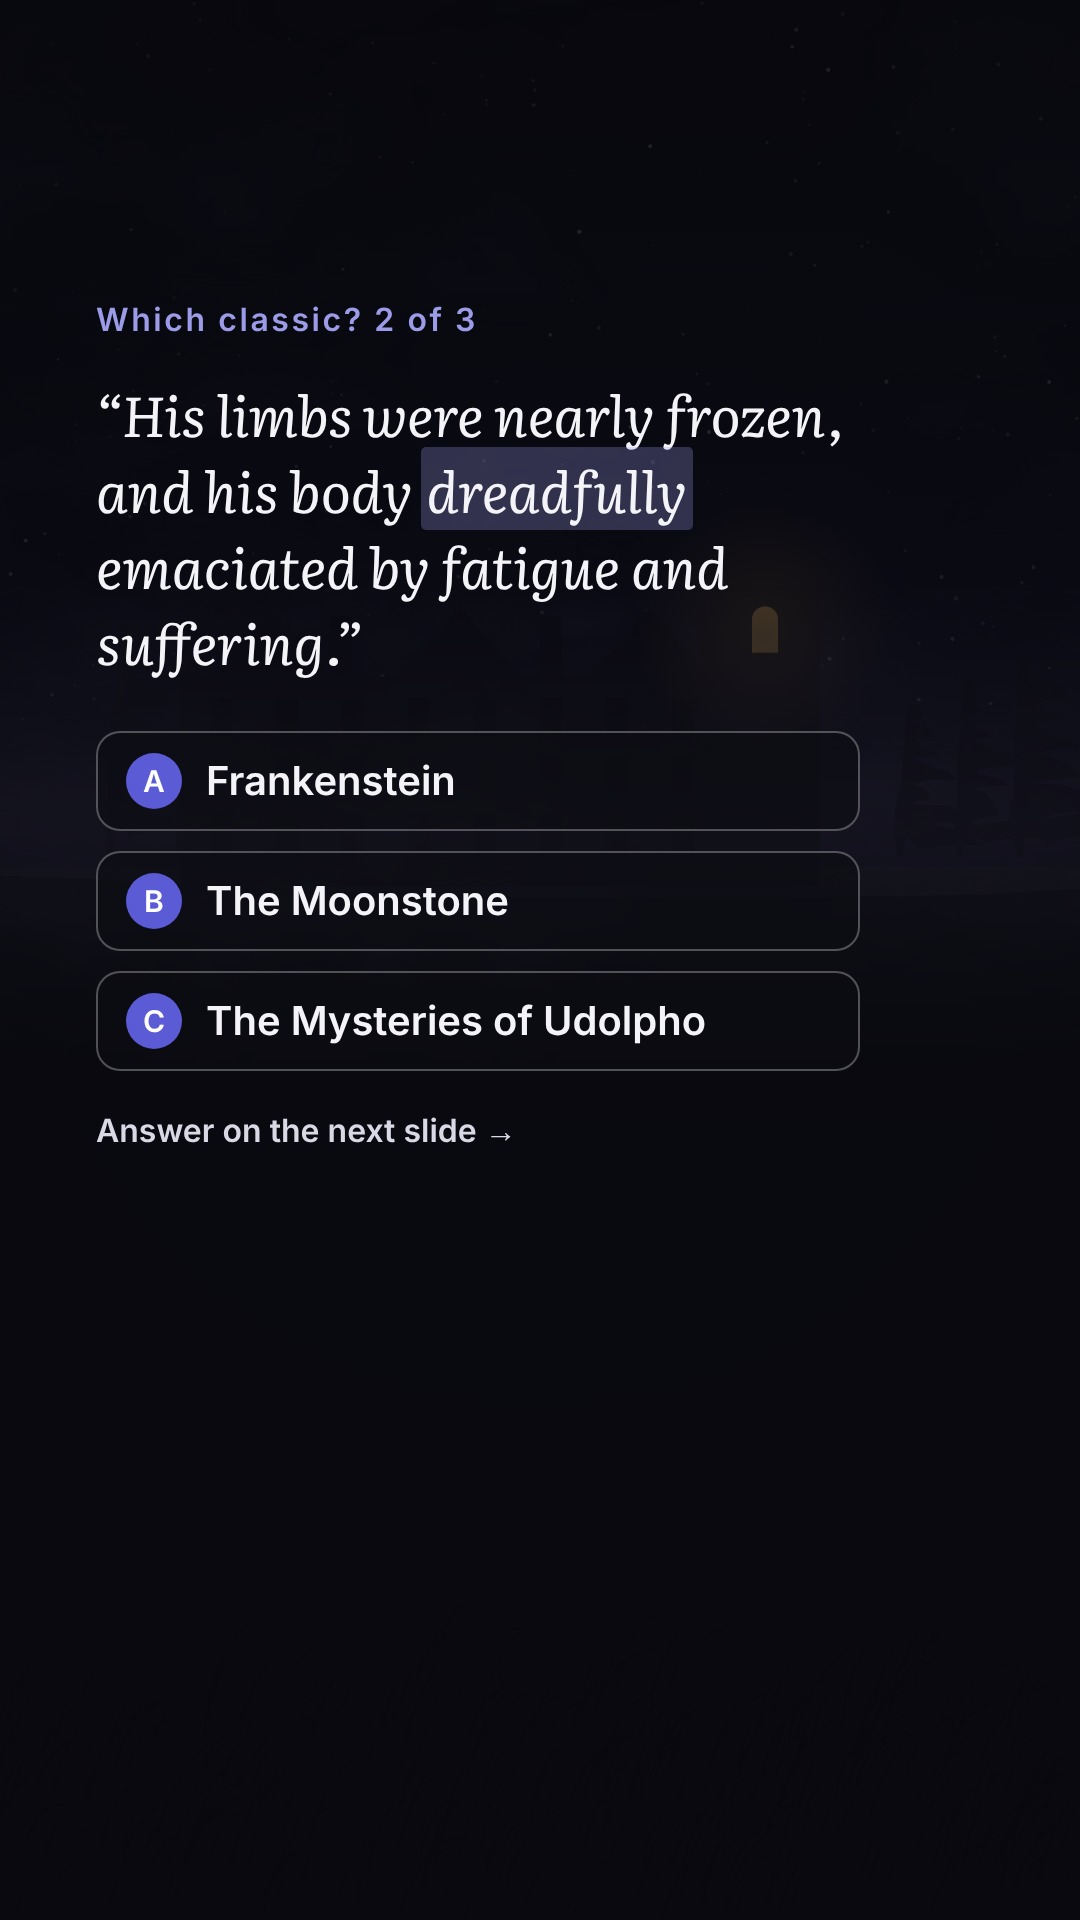 Which classic? 2 of 3
“His limbs were nearly frozen,
and his body dreadfully
emaciated by fatigue and
suffering.”
A Frankenstein
B The Moonstone
C The Mysteries of Udolpho
Answer on the next slide →